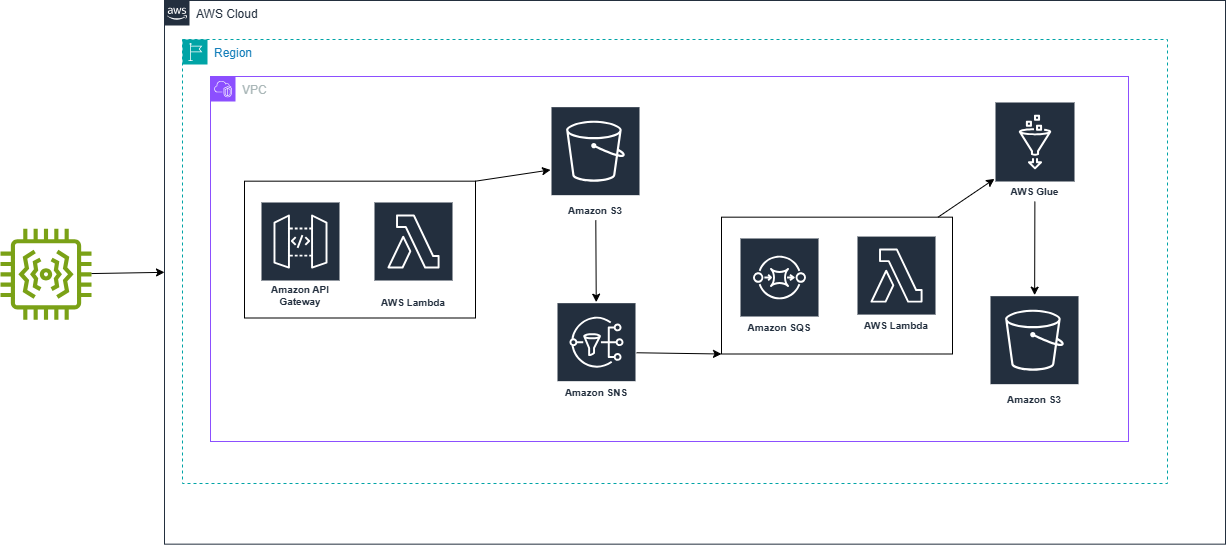 aws
AWS Cloud
Region
VPC
Amazon S3
AWS Glue
</>
Amazon API
Gateway
AWS Lambda
Amazon SQS
AWS Lambda
Amazon SNS
Amazon S3